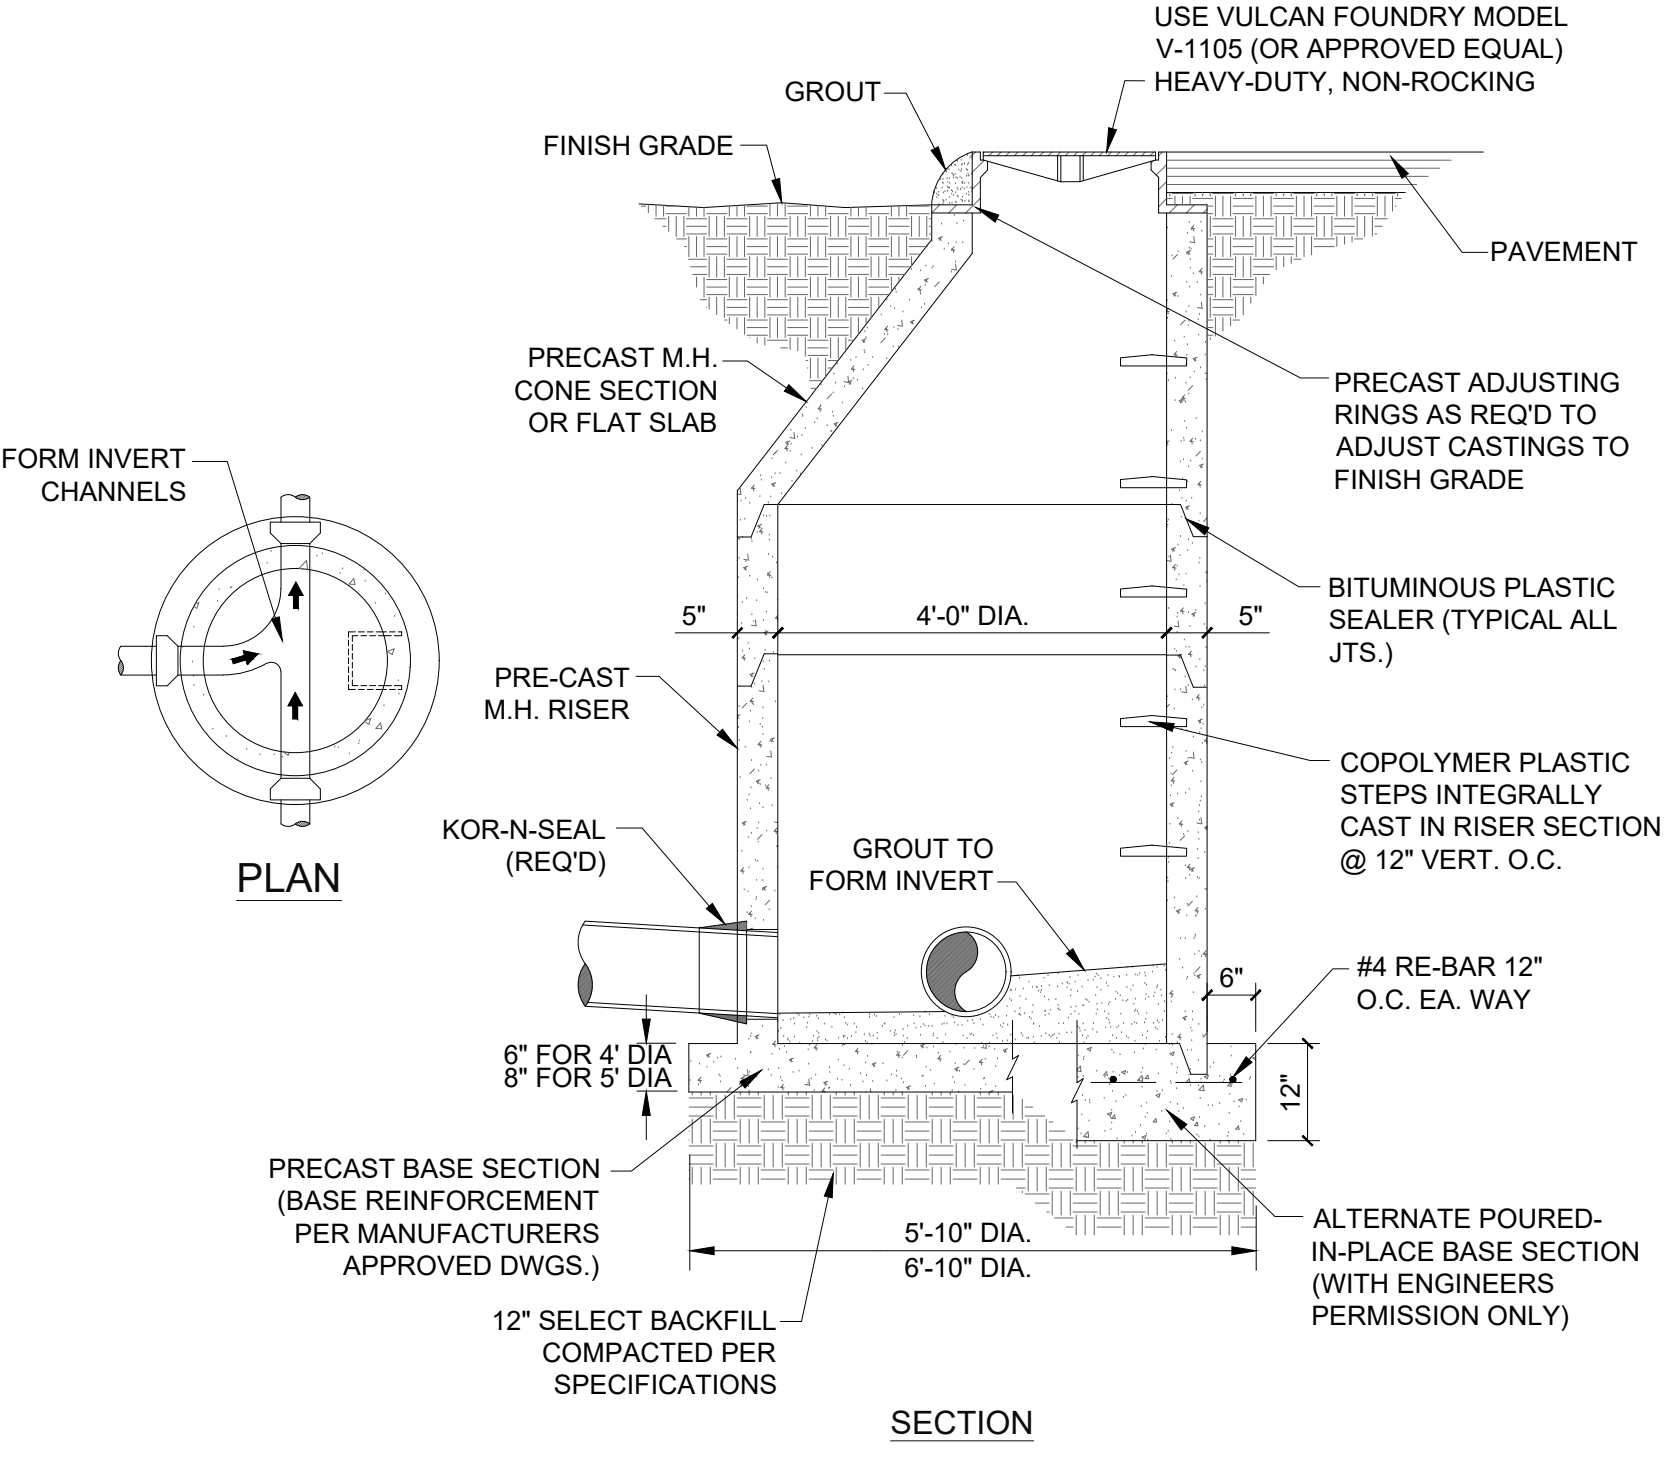 USE VULCAN FOUNDRY MODEL
V-1105 (OR APPROVED EQUAL)
HEAVY-DUTY, NON-ROCKING
GROUT
FINISH GRADE
PAVEMENT
PRECAST M.H.
CONE SECTION
OR FLAT SLAB
PRECAST ADJUSTING
RINGS AS REQ'D TO
ADJUST CASTINGS TO
FINISH GRADE
FORM INVERT
CHANNELS
BITUMINOUS PLASTIC
SEALER (TYPICAL ALL
JTS.)
5"
4'-0" DIA.
5"
PRE-CAST
M.H. RISER
COPOLYMER PLASTIC
STEPS INTEGRALLY
CAST IN RISER SECTION
@ 12" VERT. O.C.
KOR-N-SEAL
(REQ'D)
GROUT TO
FORM INVERT
PLAN
6"
#4 RE-BAR 12"
O.C. EA. WAY
6" FOR 4' DIA
8" FOR 5' DIA
12"
PRECAST BASE SECTION
(BASE REINFORCEMENT
PER MANUFACTURERS
APPROVED DWGS.)
5'-10" DIA.
6'-10" DIA.
ALTERNATE POURED-
IN-PLACE BASE SECTION
(WITH ENGINEERS
PERMISSION ONLY)
12" SELECT BACKFILL
COMPACTED PER
SPECIFICATIONS
SECTION